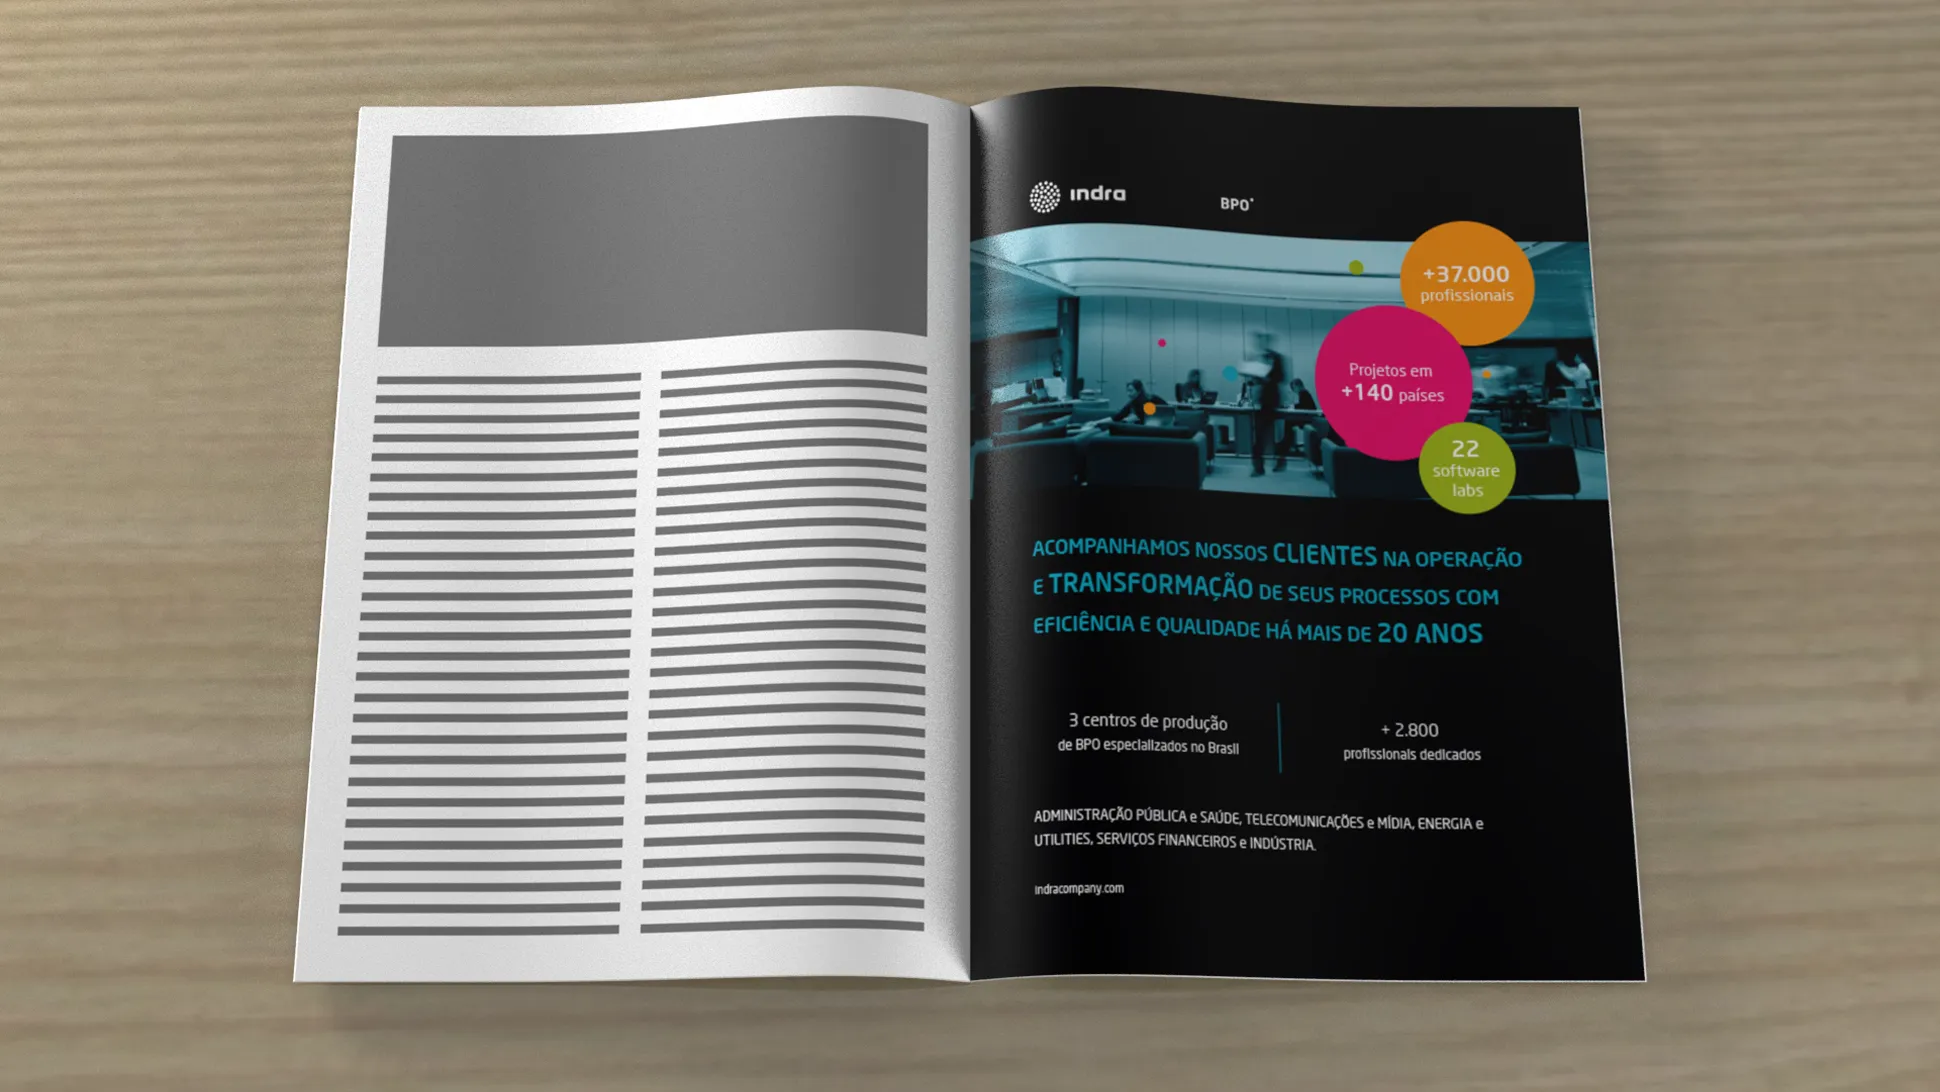 indra
BPO
+37.000
profissionais
Projetos em
+140 países
22
software
labs
ACOMPANHAMOS NOSSOS CLIENTES NA OPERAÇÃO
E TRANSFORMAÇÃO DE SEUS PROCESSOS COM
EFICIÊNCIA E QUALIDADE HÁ MAIS DE 20 ANOS
3 centros de produção
de BPO especializados no Brasil
+ 2.800
profissionais dedicados
ADMINISTRAÇÃO PÚBLICA e SAÚDE, TELECOMUNICAÇÕES e MÍDIA, ENERGIA e
UTILITIES, SERVIÇOS FINANCEIROS e INDÚSTRIA.
indracompany.com